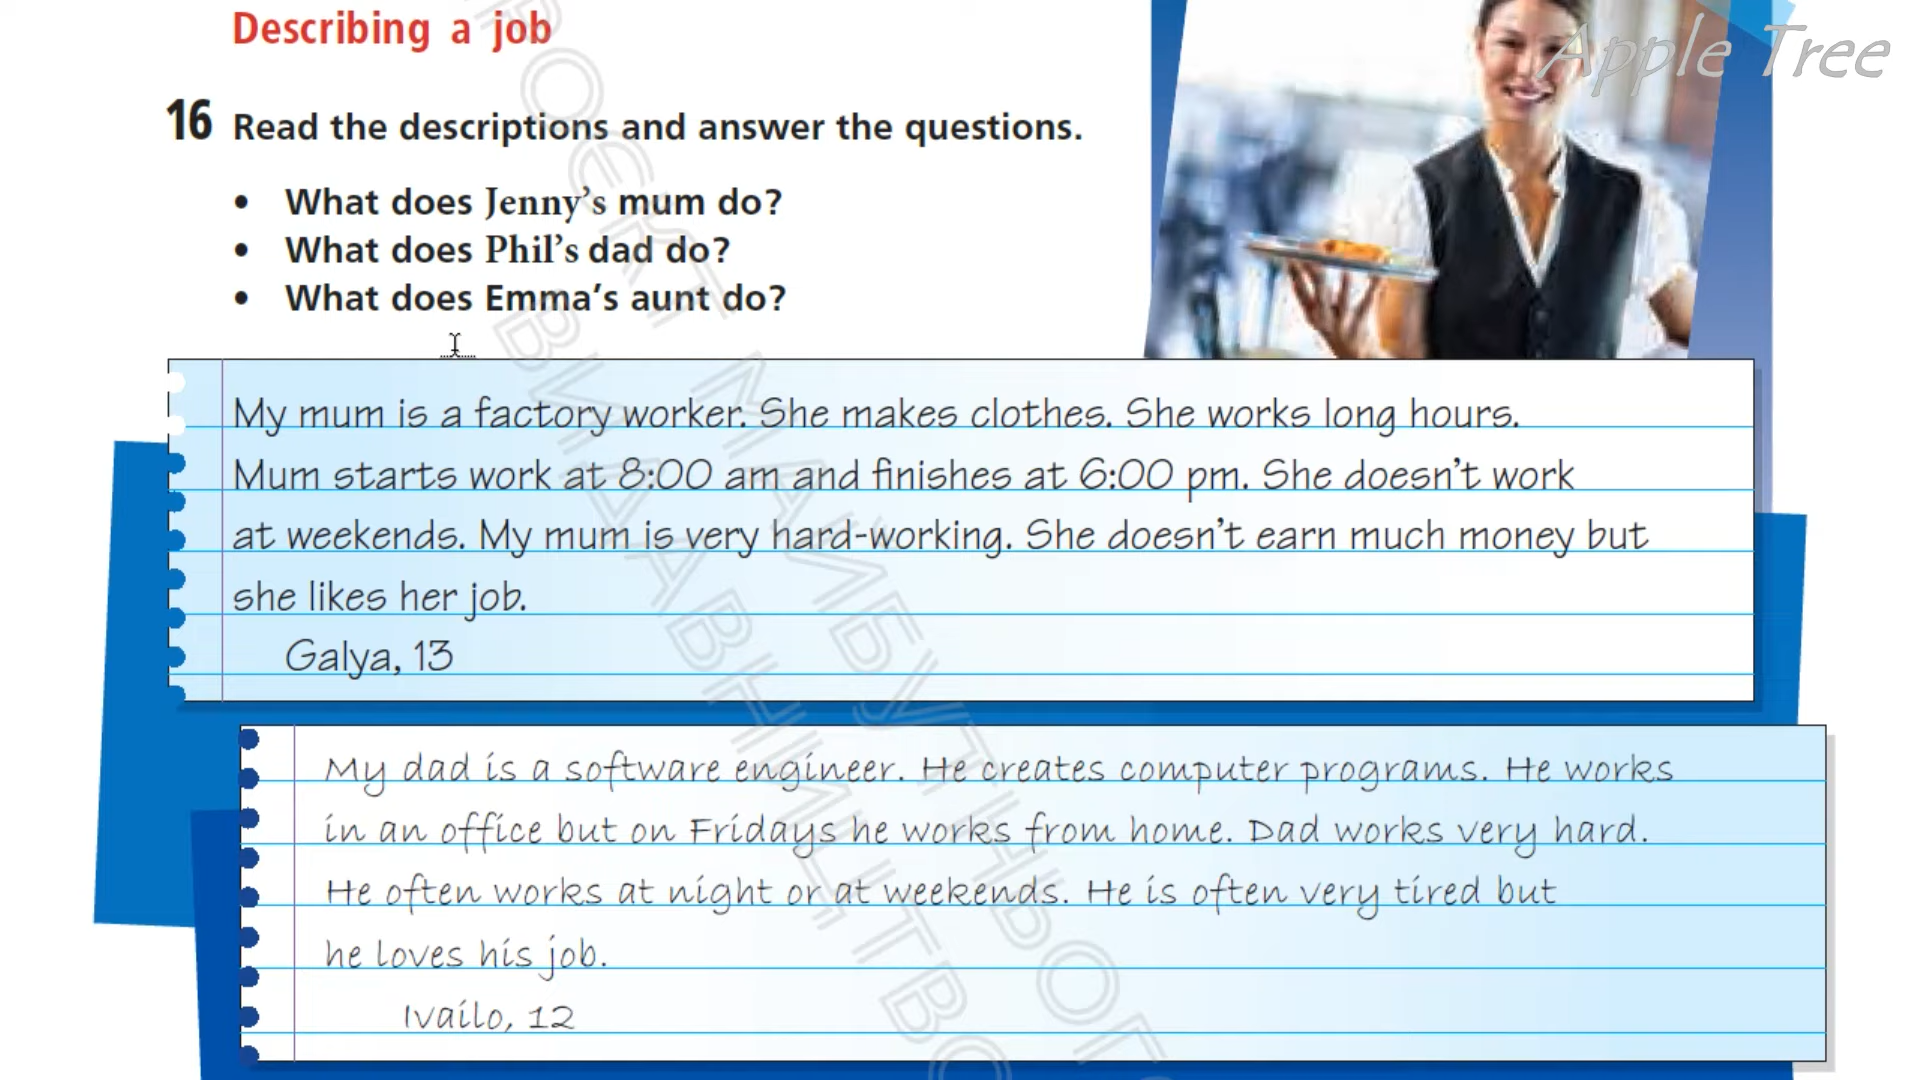 Describing a job
Apple Tree
16 Read the descriptions and answer the questions.
• What does Jenny's mum do?
• What does Phil's dad do?
• What does Emma's aunt do?
My mum is a factory worker. She makes clothes. She works long hours.
Mum starts work at 8:00 am and finishes at 6:00 pm. She doesn't work
at weekends. My mum is very hard-working. She doesn't earn much money but
she likes her job.
Galya, 13
My dad is a software engineer. He creates computer programs. He works
in an office but on Fridays he works from home. Dad works very hard.
He often works at night or at weekends. He is often very tired but
he loves his job.
Ivailo, 12